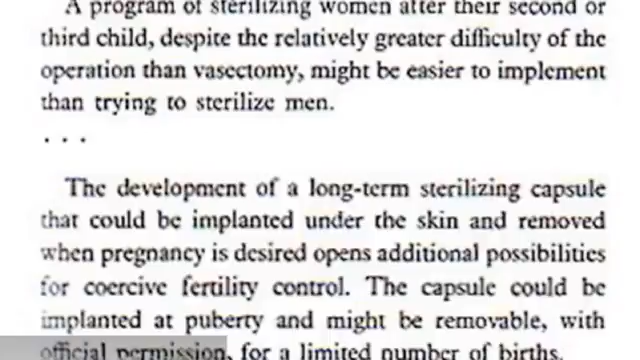 A program of sterilizing women after their second or
third child, despite the relatively greater difficulty of the
operation than vasectomy, might be easier to implement
than trying to sterilize men.
. . .
The development of a long-term sterilizing capsule
that could be implanted under the skin and removed
when pregnancy is desired opens additional possibilities
for coercive fertility control. The capsule could be
implanted at puberty and might be removable, with
official permission, for a limited number of births.